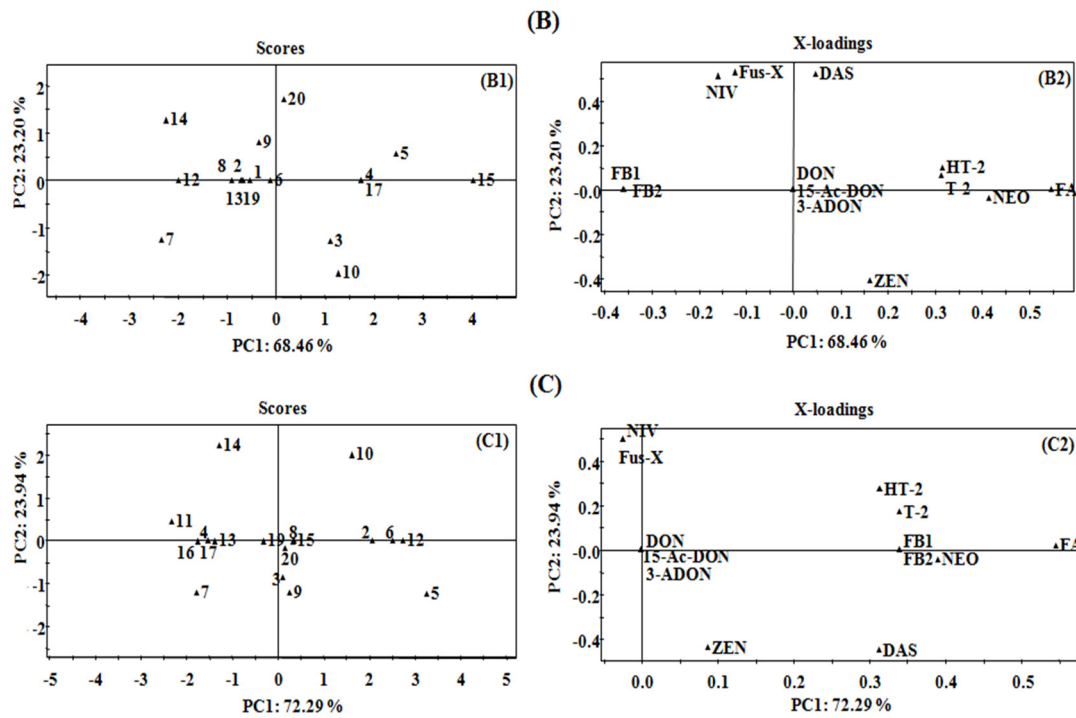 (B)
Scores
X-loadings
(B1)
(B2)
PC2: 23.20 %
2
1
0
-1
-2
14
20
9
5
8 2 1
4
12
6
15
13 19
17
7
3
10
-4 -3 -2 -1 0 1 2 3 4
PC1: 68.46 %
PC2: 23.20 %
0.4
0.2
-0.0
-0.2
-0.4
Fus-X
DAS
NIV
HT-2
FB1
DON
T-2
FB2
15-Ac-DON
NEO
FA
3-ADON
ZEN
-0.4 -0.3 -0.2 -0.1 0.0 0.1 0.2 0.3 0.4 0.5
PC1: 68.46 %
(C)
Scores
X-loadings
(C1)
(C2)
PC2: 23.94 %
2
1
0
-1
-2
14
10
11
4
8
2
6
13
19
15
12
16 17
20
3
7
9
5
-5 -4 -3 -2 -1 0 1 2 3 4 5
PC1: 72.29 %
PC2: 23.94 %
0.4
0.2
-0.0
-0.2
-0.4
NIV
Fus-X
HT-2
T-2
DON
FB1
FA
15-Ac-DON
FB2
NEO
3-ADON
ZEN
DAS
0.0 0.1 0.2 0.3 0.4 0.5
PC1: 72.29 %